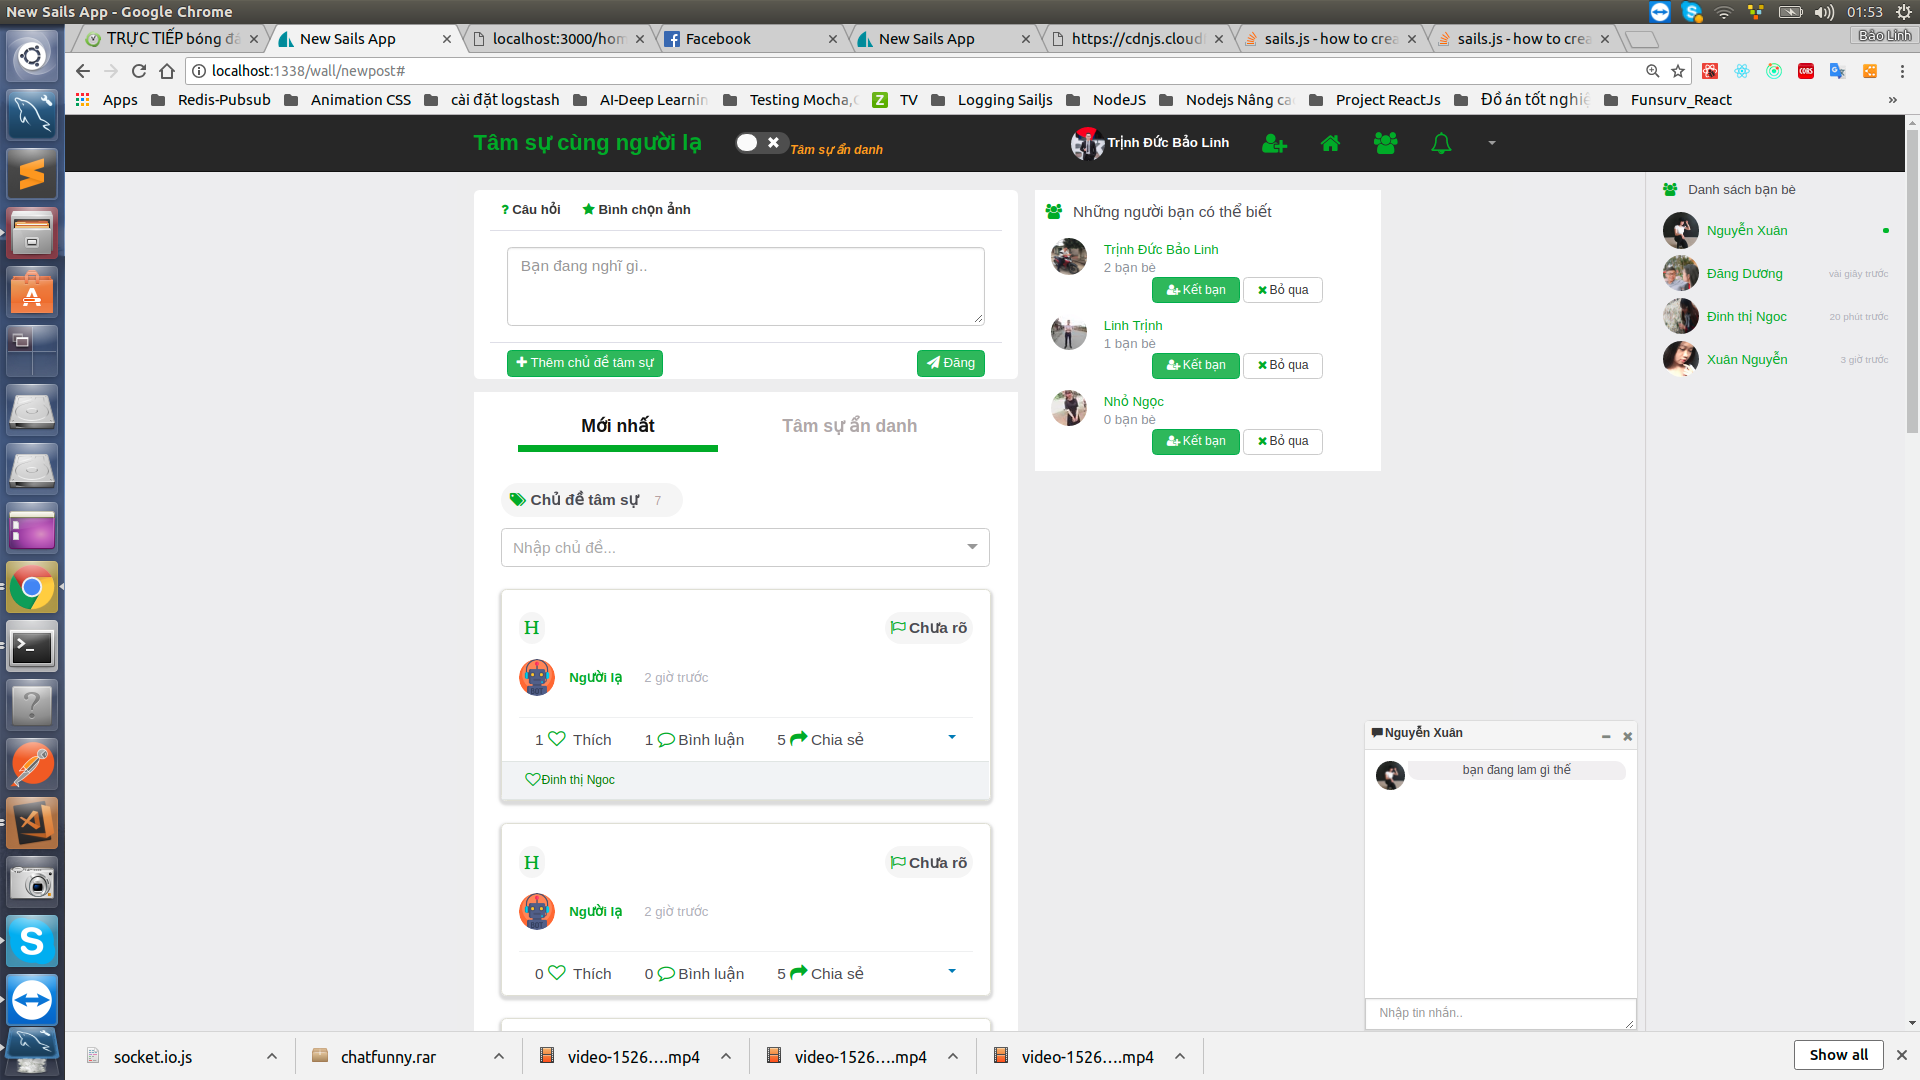 New Sails App - Google Chrome
01:53
TRỰC TIẾP bóng đá
New Sails App
localhost:3000/hom
Facebook
New Sails App
https://cdnjs.cloudf
sails.js - how to crea
sails.js - how to crea
Bảo Linh
localhost:1338/wall/newpost#
Apps
Redis-Pubsub
Animation CSS
cài đặt logstash
AI-Deep Learnin
Testing Mocha,C
TV
Logging Sailjs
NodeJS
Nodejs Nâng ca
Project ReactJs
Đồ án tốt nghiệ
Funsurv_React
»
Tâm sự cùng người lạ
Tâm sự ẩn danh
Trịnh Đức Bảo Linh
? Câu hỏi
Bình chọn ảnh
Bạn đang nghĩ gì..
Thêm chủ đề tâm sự
Đăng
Mới nhất
Tâm sự ẩn danh
Chủ đề tâm sự 7
Nhập chủ đề...
H
Chưa rõ
Người lạ 2 giờ trước
1 Thích 1 Bình luận 5 Chia sẻ
Đinh thị Ngoc
H
Chưa rõ
Người lạ 2 giờ trước
0 Thích 0 Bình luận 5 Chia sẻ
Những người bạn có thể biết
Trịnh Đức Bảo Linh
2 bạn bè
Kết bạn Bỏ qua
Linh Trịnh
1 bạn bè
Kết bạn Bỏ qua
Nhỏ Ngọc
0 bạn bè
Kết bạn Bỏ qua
Danh sách bạn bè
Nguyễn Xuân
Đăng Dương vài giây trước
Đinh thị Ngoc 20 phút trước
Xuân Nguyễn 3 giờ trước
Nguyễn Xuân
bạn đang lam gì thế
Nhập tin nhắn..
socket.io.js
chatfunny.rar
video-1526....mp4
video-1526....mp4
video-1526....mp4
Show all